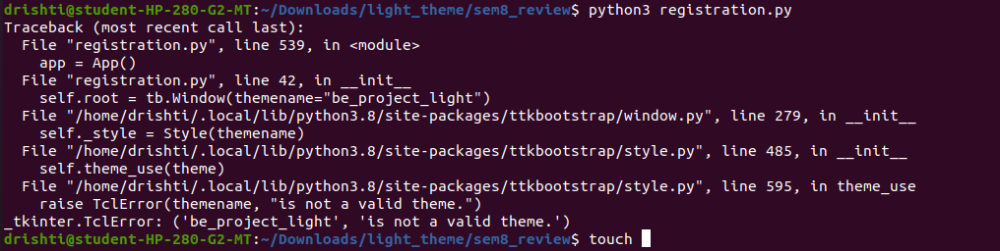 drishti@student-HP-280-G2-MT:~/Downloads/light_theme/sem8_review$ python3 registration.py
Traceback (most recent call last):
  File "registration.py", line 539, in <module>
    app = App()
  File "registration.py", line 42, in __init__
    self.root = tb.Window(themename="be_project_light")
  File "/home/drishti/.local/lib/python3.8/site-packages/ttkbootstrap/window.py", line 279, in __init__
    self._style = Style(themename)
  File "/home/drishti/.local/lib/python3.8/site-packages/ttkbootstrap/style.py", line 485, in __init__
    self.theme_use(theme)
  File "/home/drishti/.local/lib/python3.8/site-packages/ttkbootstrap/style.py", line 595, in theme_use
    raise TclError(themename, "is not a valid theme.")
_tkinter.TclError: ('be_project_light', 'is not a valid theme.')
drishti@student-HP-280-G2-MT:~/Downloads/light_theme/sem8_review$ touch